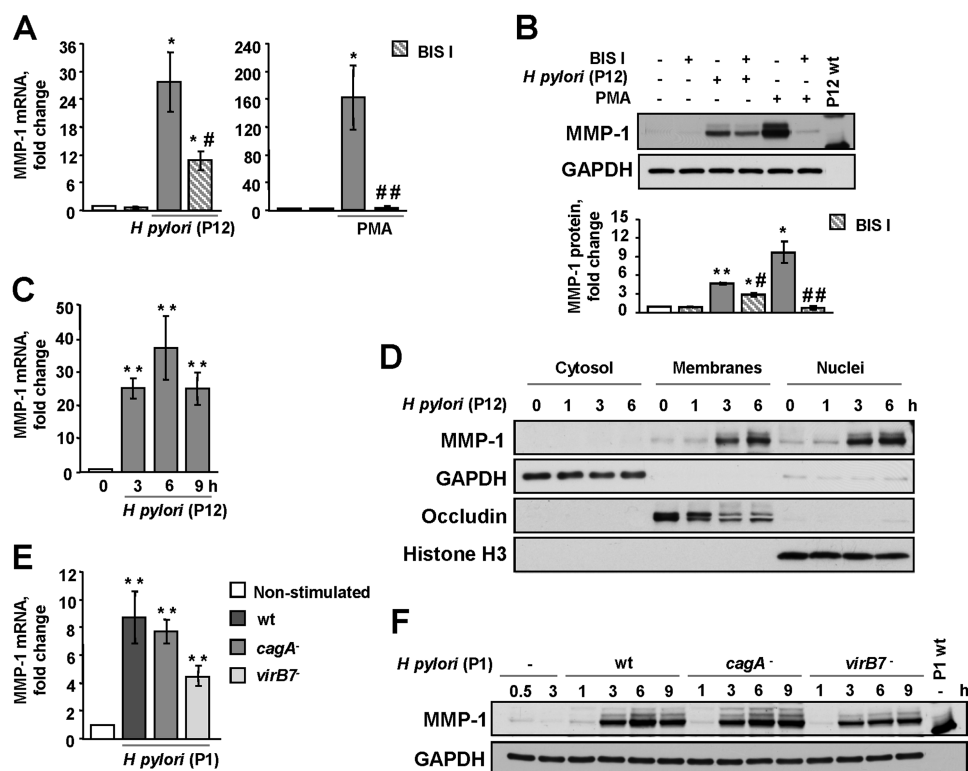 A
MMP-1 mRNA,
fold change
36
30
24
18
12
6
0
*
* #
H pylori (P12)
240
200
160
120
80
40
0
*
##
PMA
BIS I
B
BIS I - + - + - +
H pylori (P12) - - + + - -
PMA - - - - + +
P12 wt
MMP-1
GAPDH
MMP-1 protein,
fold change
15
12
9
6
3
0
**
*#
*
##
BIS I
C
MMP-1 mRNA,
fold change
50
40
30
20
10
0
**
**
**
0 3 6 9 h
H pylori (P12)
D
Cytosol Membranes Nuclei
H pylori (P12) 0 1 3 6 0 1 3 6 0 1 3 6 h
MMP-1
GAPDH
Occludin
Histone H3
E
MMP-1 mRNA,
fold change
12
10
8
6
4
2
0
**
**
**
H pylori (P1)
Non-stimulated
wt
cagA-
virB7-
F
H pylori (P1) - wt cagA - virB7 - P1 wt
0.5 3 1 3 6 9 1 3 6 9 1 3 6 9 - h
MMP-1
GAPDH